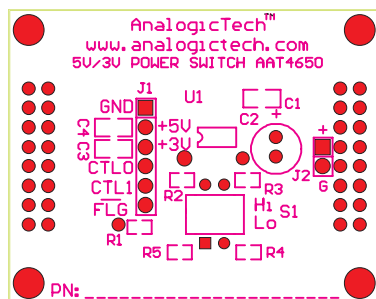 AnalogicTech™
www.analogictech.com
5V/3V POWER SWITCH AAT4650
J1
U1
GND
C1
C2
+
+
C4
+5V
C3
+3V
CTL0
J2
CTL1
R2
R3
G
FLG
Hi
Lo
S1
R1
R5
R4
PN: